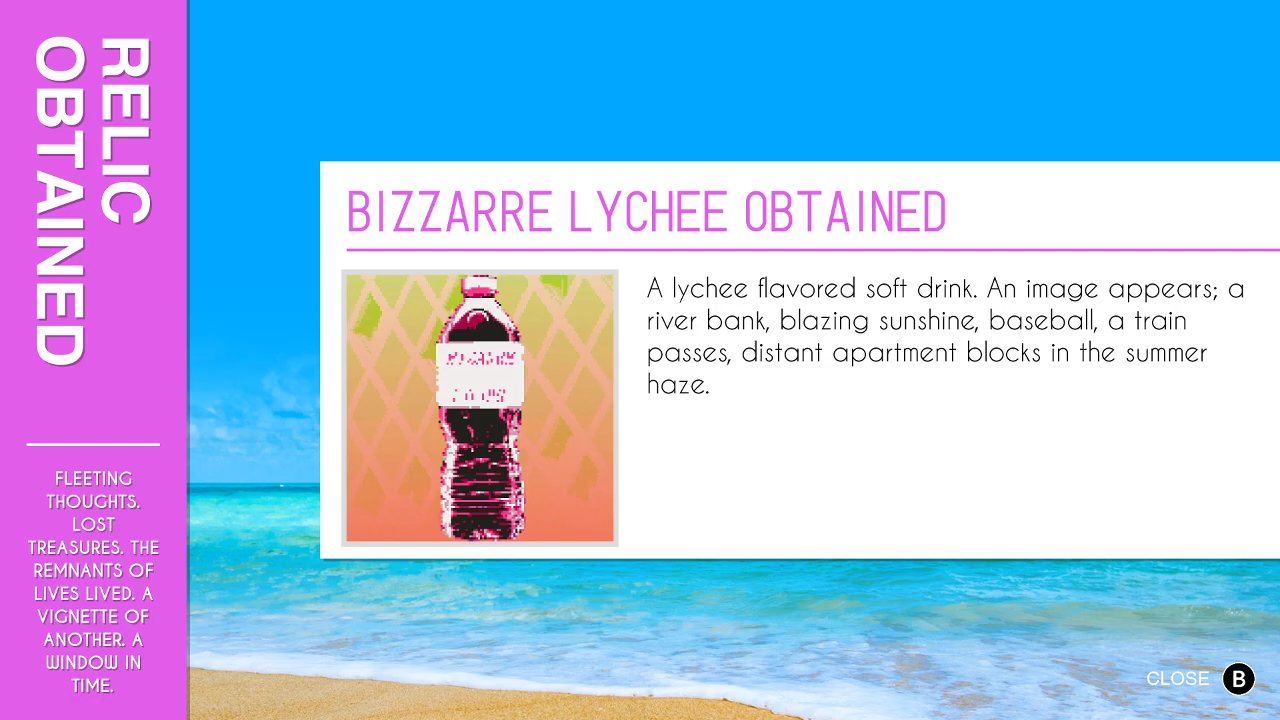 RELIC
OBTAINED
FLEETING
THOUGHTS.
LOST
TREASURES. THE
REMNANTS OF
LIVES LIVED. A
VIGNETTE OF
ANOTHER. A
WINDOW IN
TIME.
BIZZARRE LYCHEE OBTAINED
A lychee flavored soft drink. An image appears; a
river bank, blazing sunshine, baseball, a train
passes, distant apartment blocks in the summer
haze.
CLOSE B